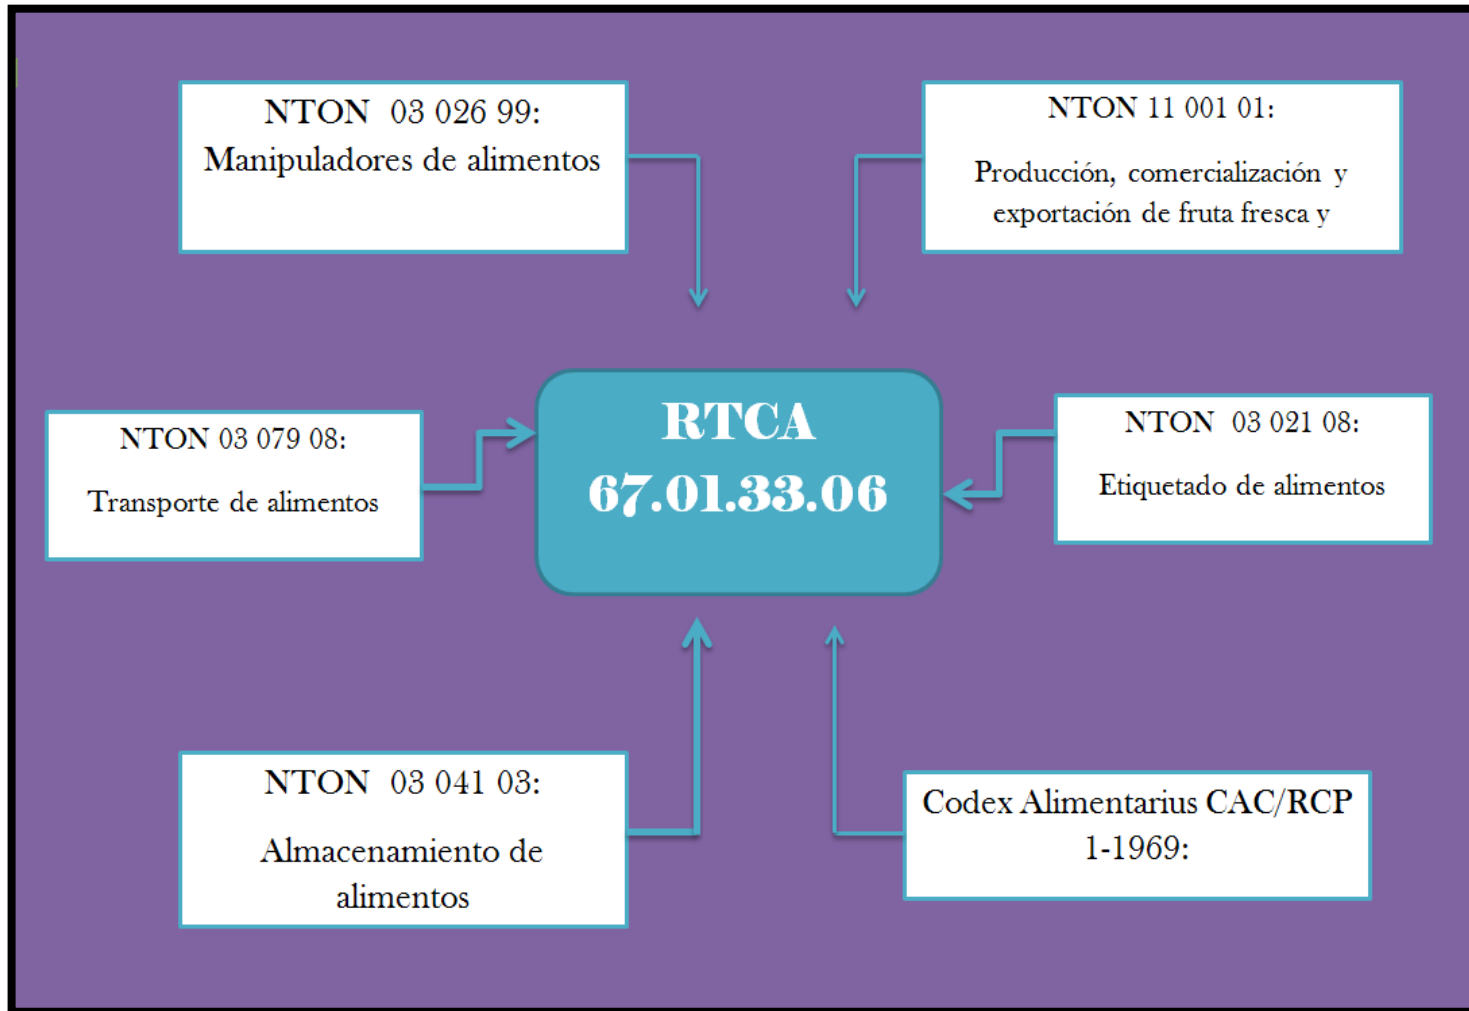 NTON 03 026 99:
Manipuladores de alimentos
NTON 11 001 01:
Producción, comercialización y
exportación de fruta fresca y
RTCA
67.01.33.06
NTON 03 079 08:
Transporte de alimentos
NTON 03 021 08:
Etiquetado de alimentos
NTON 03 041 03:
Almacenamiento de
alimentos
Codex Alimentarius CAC/RCP
1-1969: